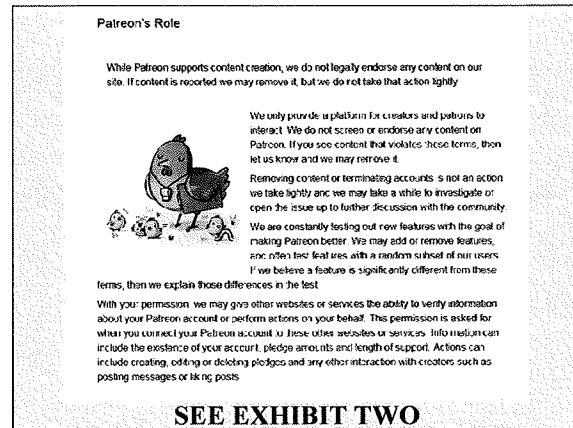 Patreon's Role
While Patreon supports content creation, we do not legally endorse any content on our
site. If content is reported we may remove it, but we do not take that action lightly
We only provide a platform for creators and patrons to
interact. We do not screen or endorse any content on
Patreon. If you see content that violates these terms, then
let us know and we may remove it.
Removing content or terminating accounts is not an action
we take lightly and we may take a while to investigate or
open the issue up to further discussion with the community.
We are constantly testing out new features with the goal of
making Patreon better. We may add or remove features,
and often test features with a random subset of our users.
If we believe a feature is significantly different from these
terms, then we explain those differences in the test
With your permission, we may give other websites or services the ability to verify information
about your Patreon account or perform actions on your behalf. This permission is asked for
when you connect your Patreon account to these other websites or services. Information can
include the existence of your account, pledge amounts and length of support. Actions can
include creating, editing or deleting pledges and any other interaction with creators such as
posting messages or liking posts
SEE EXHIBIT TWO